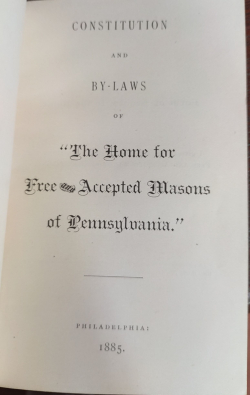 CONSTITUTION
AND
BY-LAWS
OF
“The Home for
Free and Accepted Masons
of Pennsylvania.”
PHILADELPHIA:
1885.